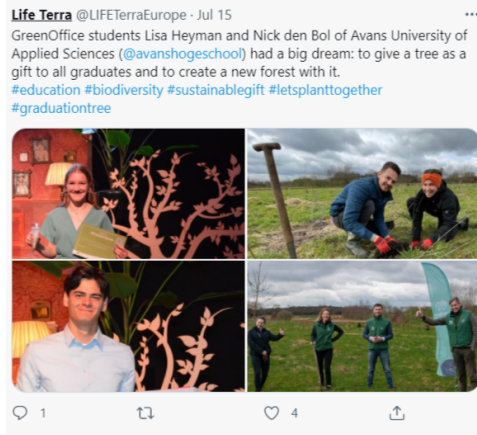 Life Terra @LIFETerraEurope · Jul 15
GreenOffice students Lisa Heyman and Nick den Bol of Avans University of
Applied Sciences (@avanshogeschool) had a big dream: to give a tree as a
gift to all graduates and to create a new forest with it.
#education #biodiversity #sustainablegift #letsplanttogether
#graduationtree
1
4